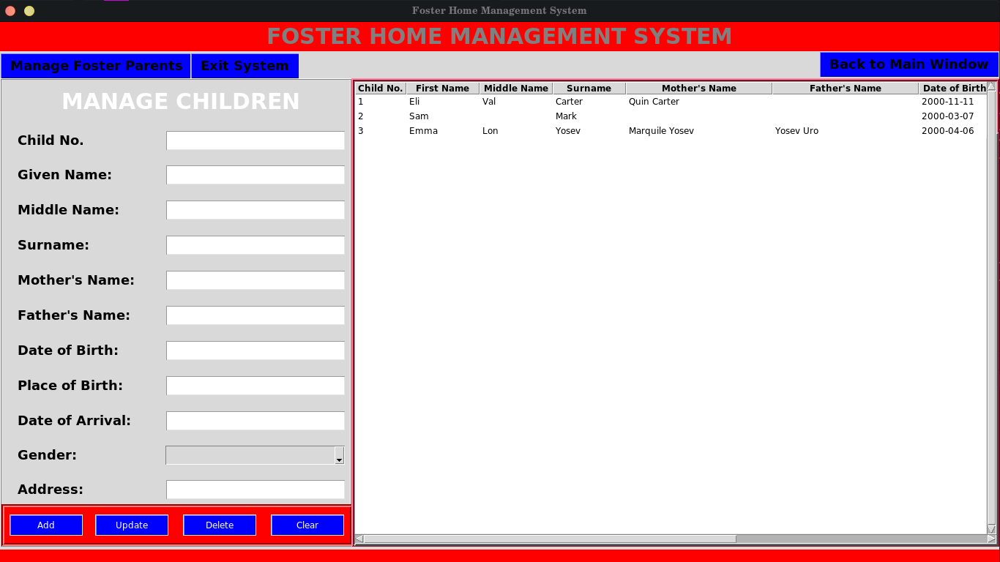 Foster Home Management System
FOSTER HOME MANAGEMENT SYSTEM
Manage Foster Parents Exit System Back to Main Window
MANAGE CHILDREN
Child No.
Given Name:
Middle Name:
Surname:
Mother's Name:
Father's Name:
Date of Birth:
Place of Birth:
Date of Arrival:
Gender:
Address:
Add Update Delete Clear
Child No. First Name Middle Name Surname Mother's Name Father's Name Date of Birth
1 Eli Val Carter Quin Carter 2000-11-11
2 Sam Mark 2000-03-07
3 Emma Lon Yosev Marquile Yosev Yosev Uro 2000-04-06